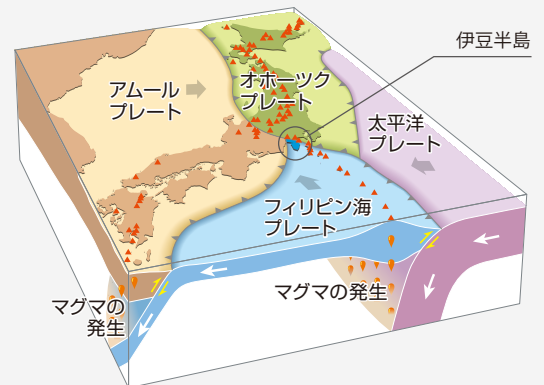 伊豆半島
アムール
プレート
オホーツク
プレート
太平洋
プレート
フィリピン海
プレート
マグマの
発生
マグマの発生